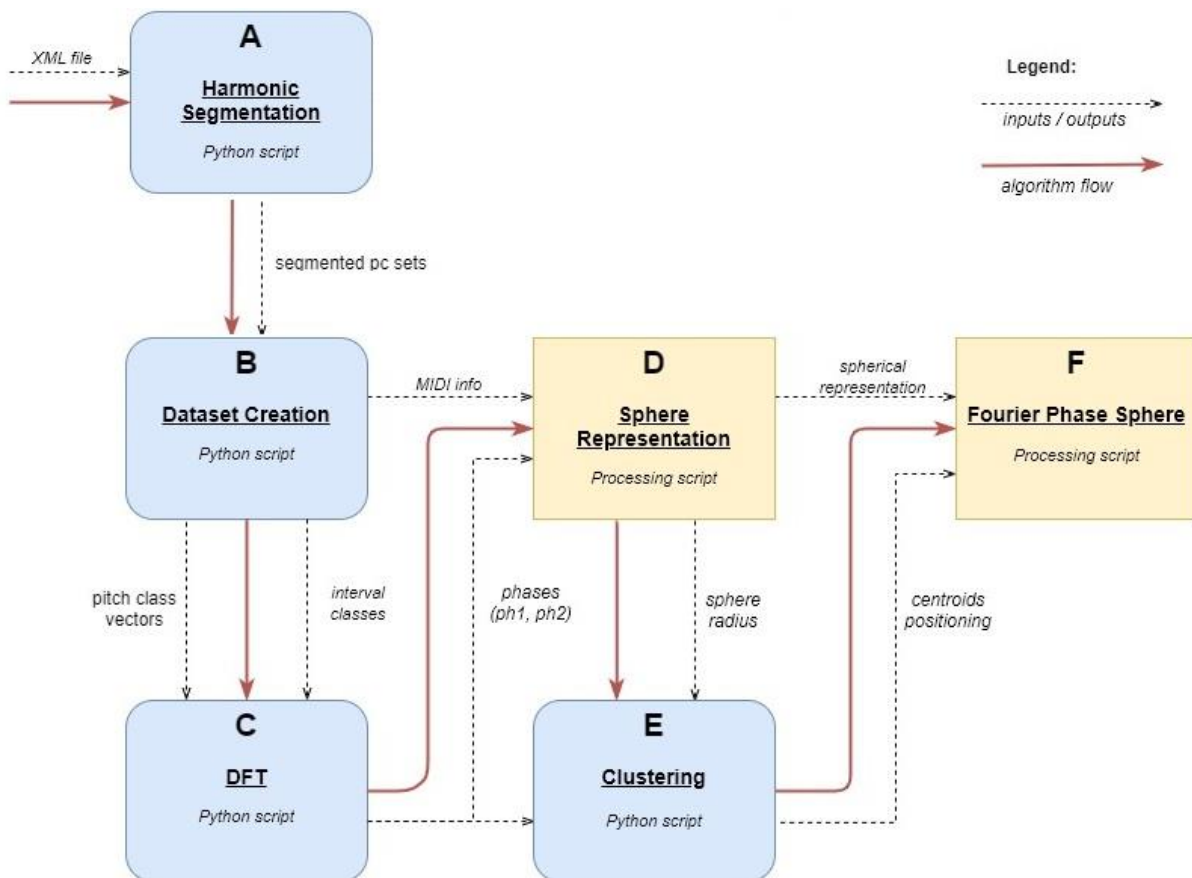 A
Harmonic
Segmentation
Python script
XML file
Legend:
inputs / outputs
algorithm flow
segmented pc sets
B
Dataset Creation
Python script
MIDI info
D
Sphere
Representation
Processing script
spherical
representation
F
Fourier Phase Sphere
Processing script
pitch class
vectors
interval
classes
phases
(ph1, ph2)
sphere
radius
centroids
positioning
C
DFT
Python script
E
Clustering
Python script